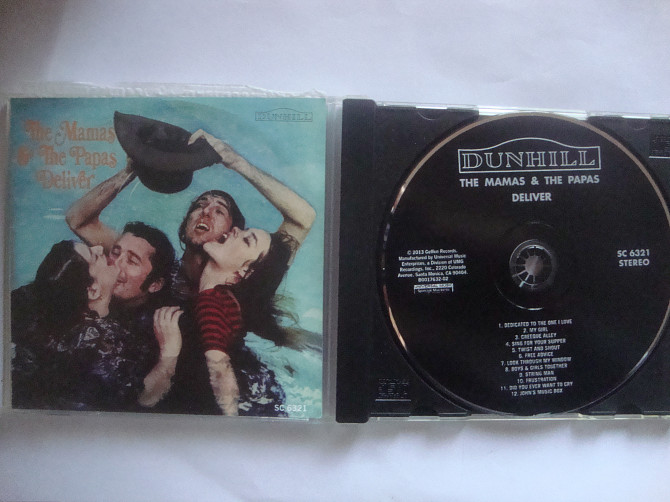 The Mamas
& The Papas
Deliver
DUNHILL
SC 6321
DUNHILL
THE MAMAS & THE PAPAS
DELIVER
℗ 2013 Geffen Records.
Manufactured by Universal Music
Enterprises, a Division of UMG
Recordings, Inc., 2220 Colorado
Avenue, Santa Monica, CA 90404
B0017632-02
SC 6321
STEREO
1. DEDICATED TO THE ONE I LOVE
2. MY GIRL
3. CREEQUE ALLEY
4. SING FOR YOUR SUPPER
5. TWIST AND SHOUT
6. FREE ADVICE
7. LOOK THROUGH MY WINDOW
8. BOYS & GIRLS TOGETHER
9. STRING MAN
10. FRUSTRATION
11. DID YOU EVER WANT TO CRY
12. JOHN'S MUSIC BOX